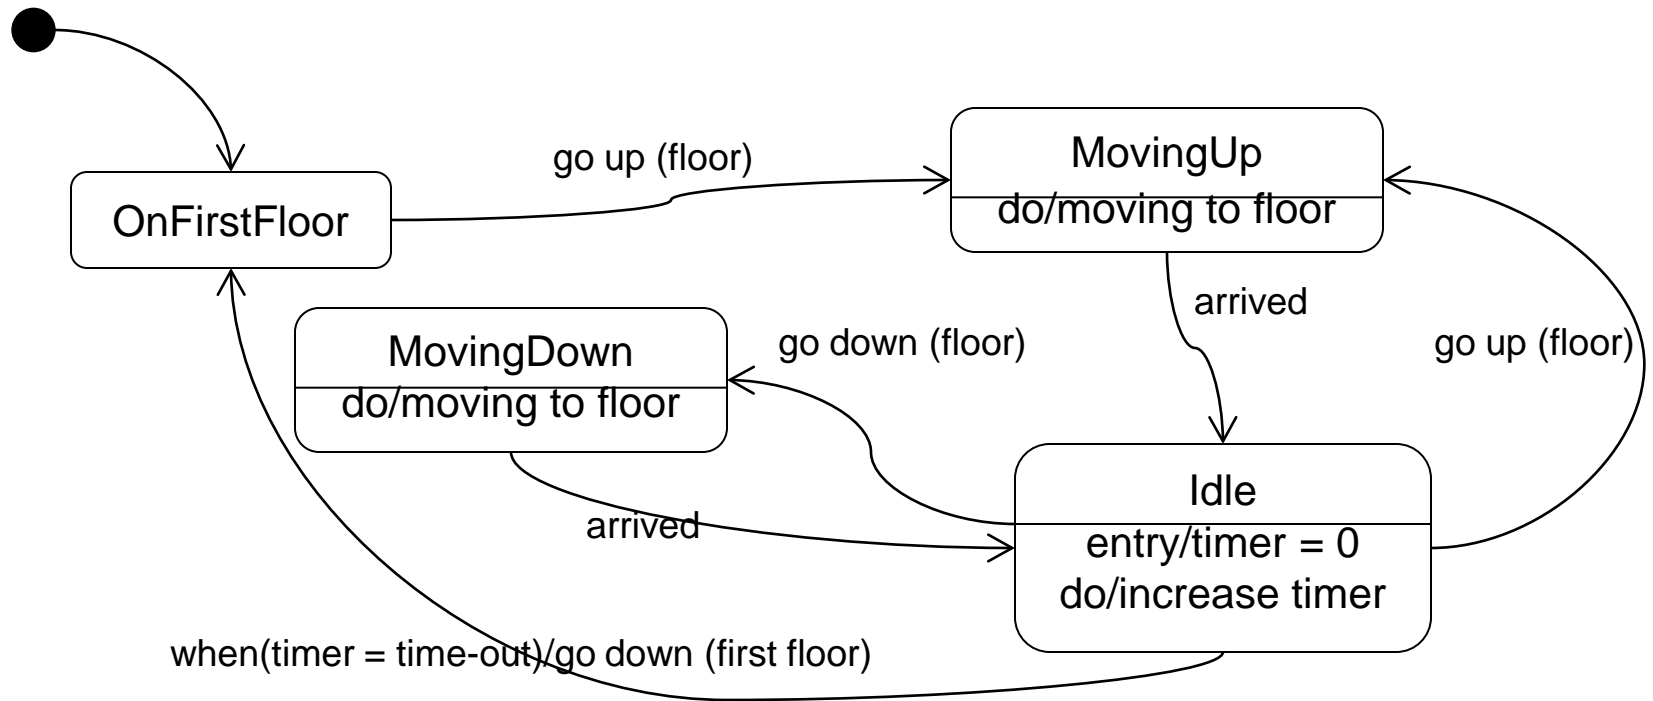 go up (floor)
MovingUp
do/moving to floor
OnFirstFloor
arrived
go up (floor)
MovingDown
do/moving to floor
go down (floor)
Idle
entry/timer = 0
do/increase timer
arrived
when(timer = time-out)/go down (first floor)